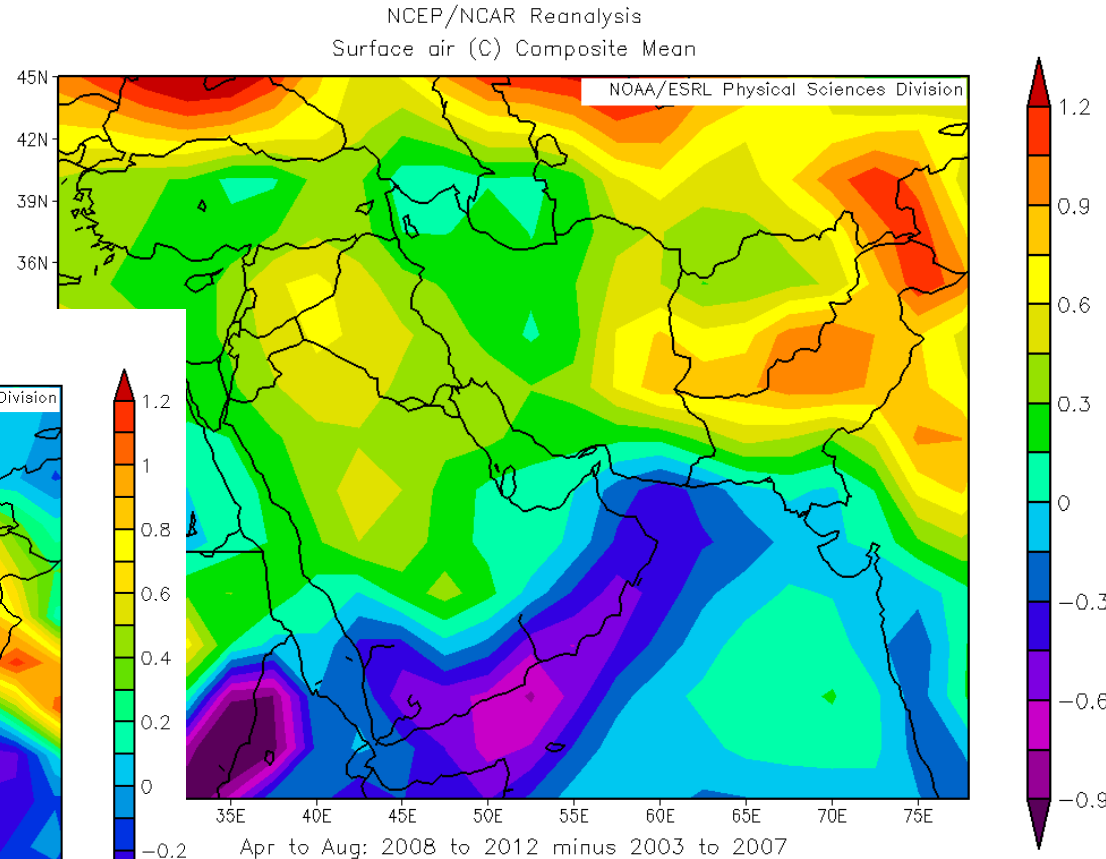 NCEP/NCAR Reanalysis
Surface air (C) Composite Mean
NOAA/ESRL Physical Sciences Division
45N
42N
39N
36N
1.2
0.9
0.6
0.3
0
−0.3
−0.6
−0.9
Division
1.2
1
0.8
0.6
0.4
0.2
0
−0.2
35E 40E 45E 50E 55E 60E 65E 70E 75E
Apr to Aug: 2008 to 2012 minus 2003 to 2007